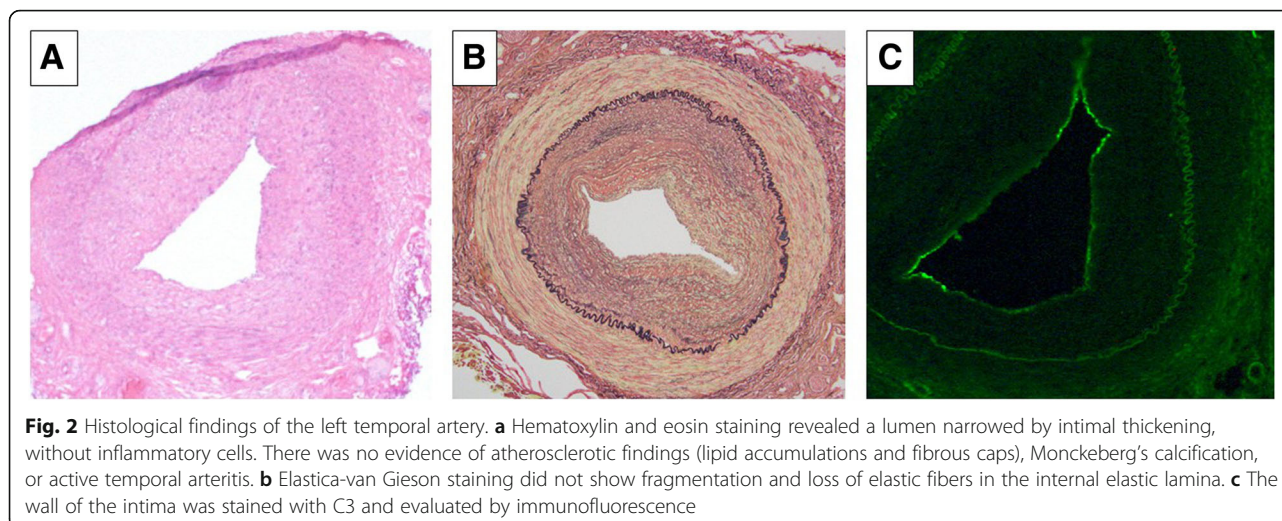 A
B
C
Fig. 2 Histological findings of the left temporal artery. a Hematoxylin and eosin staining revealed a lumen narrowed by intimal thickening,
without inflammatory cells. There was no evidence of atherosclerotic findings (lipid accumulations and fibrous caps), Monckeberg's calcification,
or active temporal arteritis. b Elastica-van Gieson staining did not show fragmentation and loss of elastic fibers in the internal elastic lamina. c The
wall of the intima was stained with C3 and evaluated by immunofluorescence